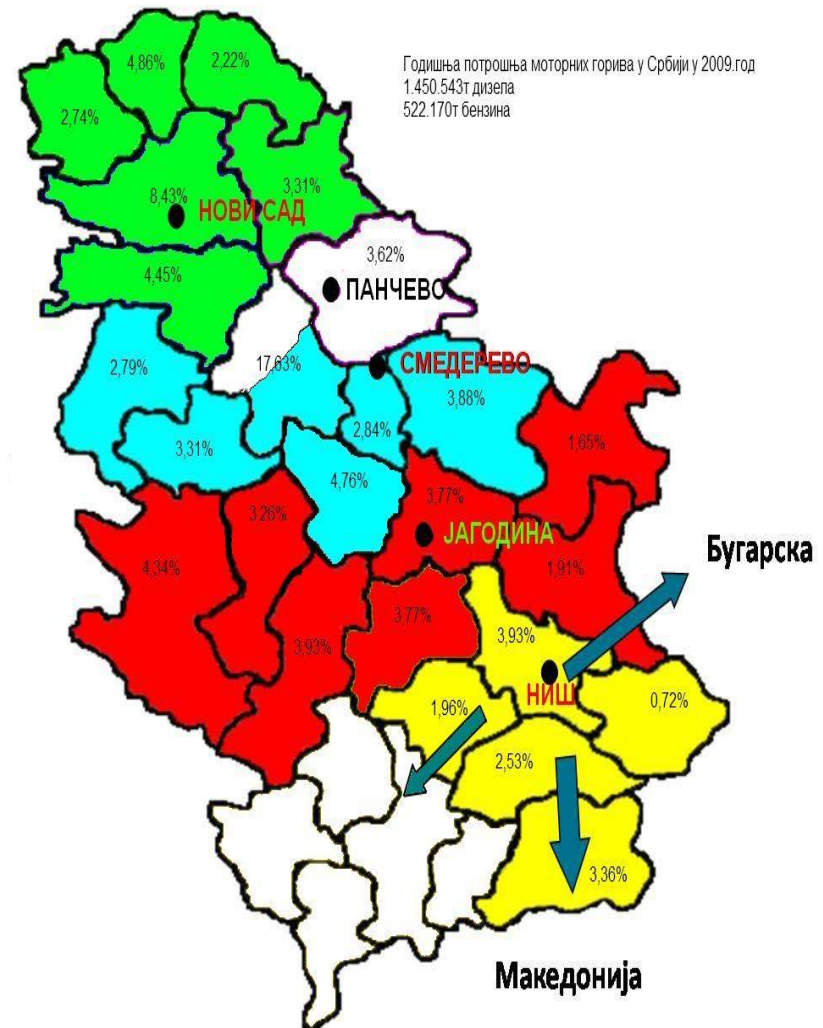 Годишња потрошња моторних горива у Србији у 2009.год
1.450.543т дизела
522.170т бензина
4,86%
2,22%
2,74%
8,43%
3,31%
НОВИ САД
3,62%
4,45%
ПАНЧЕВО
2,79%
17,63%
СМЕДЕРЕВО
3,88%
2,84%
3,31%
1,65%
4,76%
3,77%
3,26%
ЈАГОДИНА
Бугарска
4,34%
1,91%
3,77%
3,93%
3,93%
НИШ
0,72%
1,96%
2,53%
3,36%
Македонија